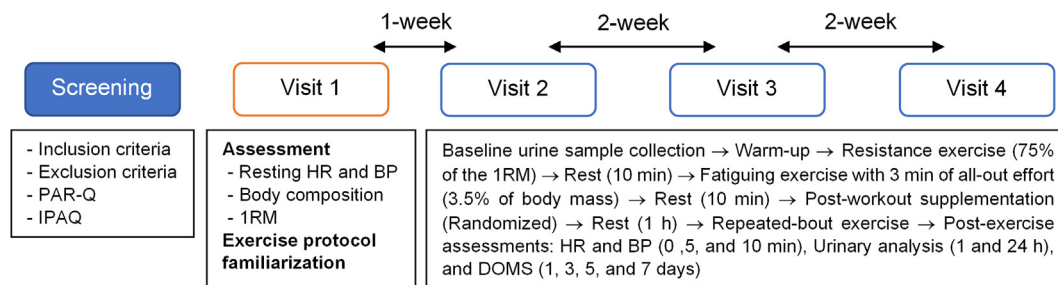 1-week
2-week
2-week
Screening
Visit 1
Visit 2
Visit 3
Visit 4
- Inclusion criteria
- Exclusion criteria
- PAR-Q
- IPAQ
Assessment
- Resting HR and BP
- Body composition
- 1RM
Exercise protocol
familiarization
Baseline urine sample collection → Warm-up → Resistance exercise (75%
of the 1RM) → Rest (10 min) → Fatiguing exercise with 3 min of all-out effort
(3.5% of body mass) → Rest (10 min) → Post-workout supplementation
(Randomized) → Rest (1 h) → Repeated-bout exercise → Post-exercise
assessments: HR and BP (0 ,5, and 10 min), Urinary analysis (1 and 24 h),
and DOMS (1, 3, 5, and 7 days)